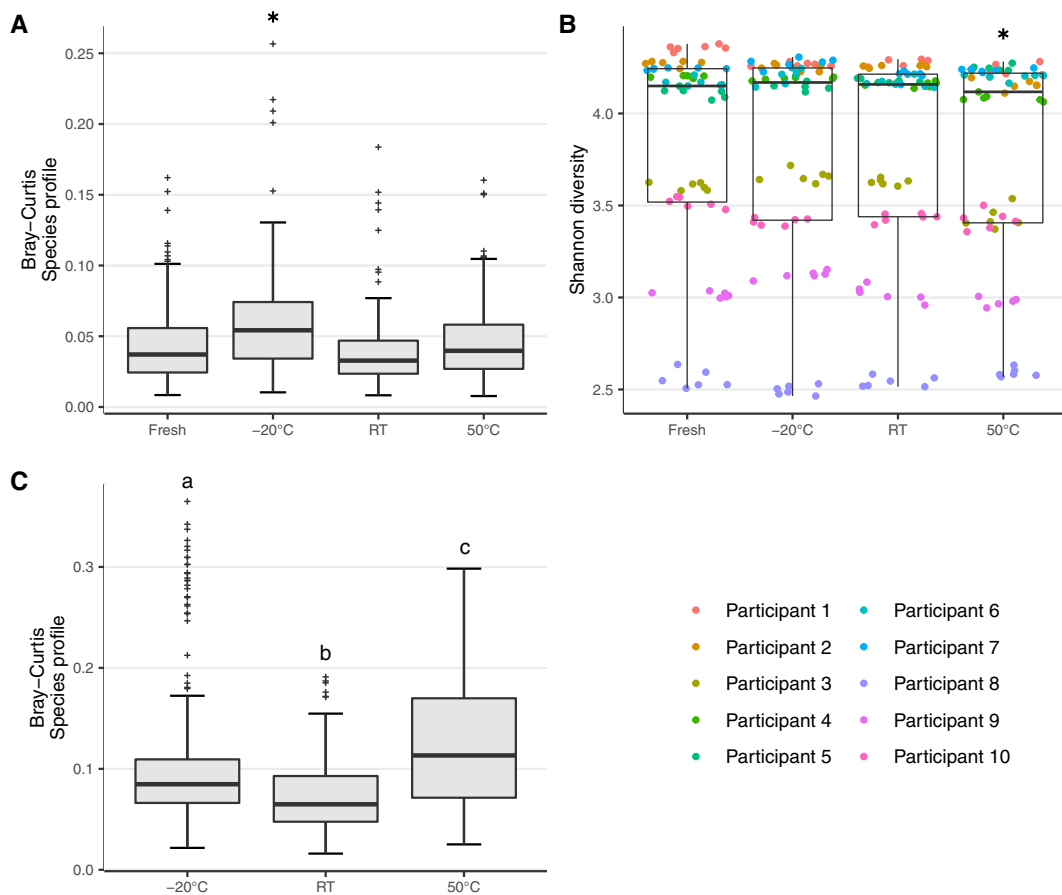 A
*
Bray−Curtis
Species profile
0.25
0.20
0.15
0.10
0.05
0.00
Fresh
−20°C
RT
50°C
B
*
Shannon diversity
4.0
3.5
3.0
2.5
Fresh
−20°C
RT
50°C
C
a
b
c
Bray−Curtis
Species profile
0.3
0.2
0.1
0.0
−20°C
RT
50°C
Participant 1
Participant 2
Participant 3
Participant 4
Participant 5
Participant 6
Participant 7
Participant 8
Participant 9
Participant 10